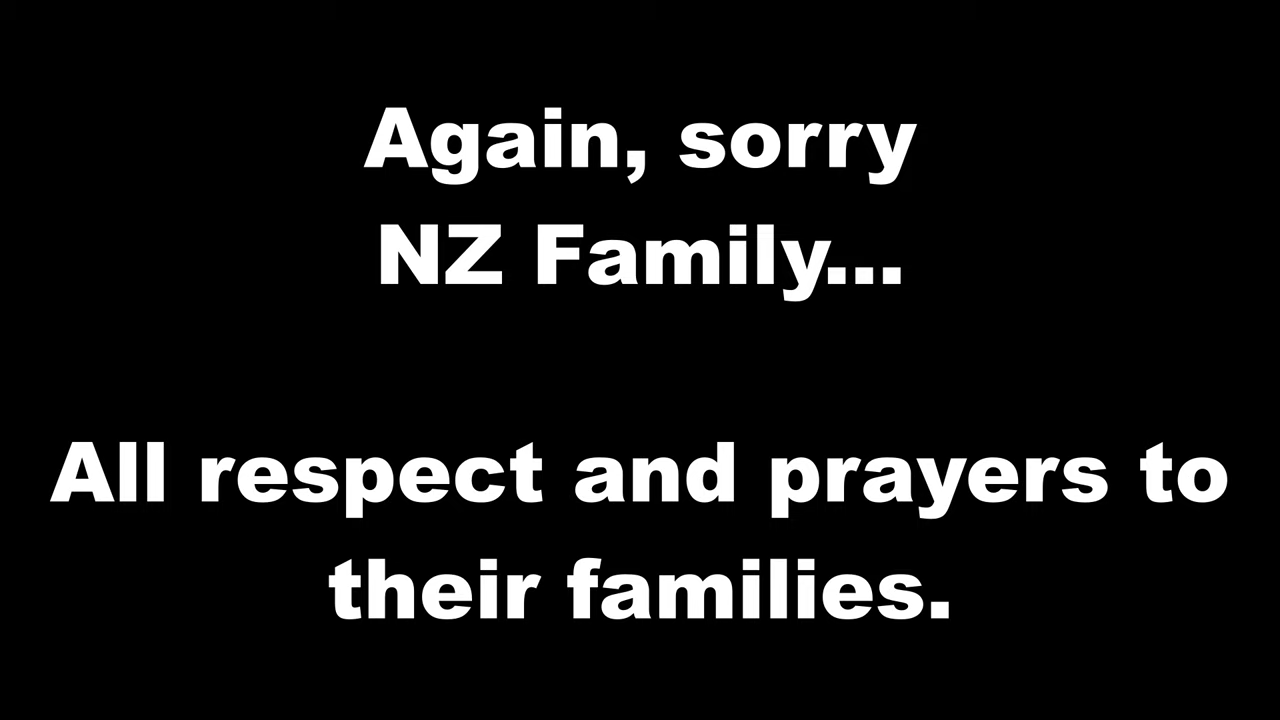 Again, sorry
NZ Family...
All respect and prayers to
their families.